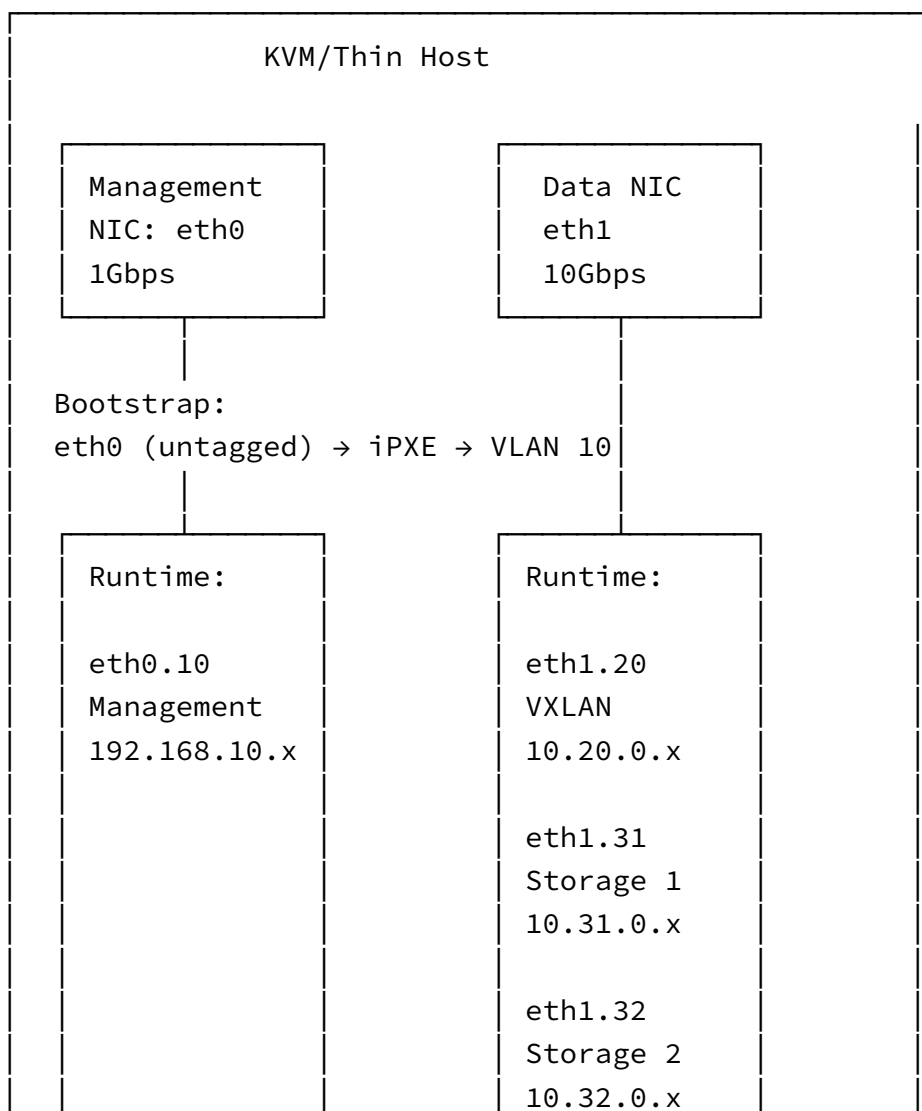 KVM/Thin Host
Management
NIC: eth0
1Gbps
Data NIC
eth1
10Gbps
Bootstrap:
eth0 (untagged) → iPXE → VLAN 10
Runtime:
eth0.10
Management
192.168.10.x
Runtime:
eth1.20
VXLAN
10.20.0.x
eth1.31
Storage 1
10.31.0.x
eth1.32
Storage 2
10.32.0.x